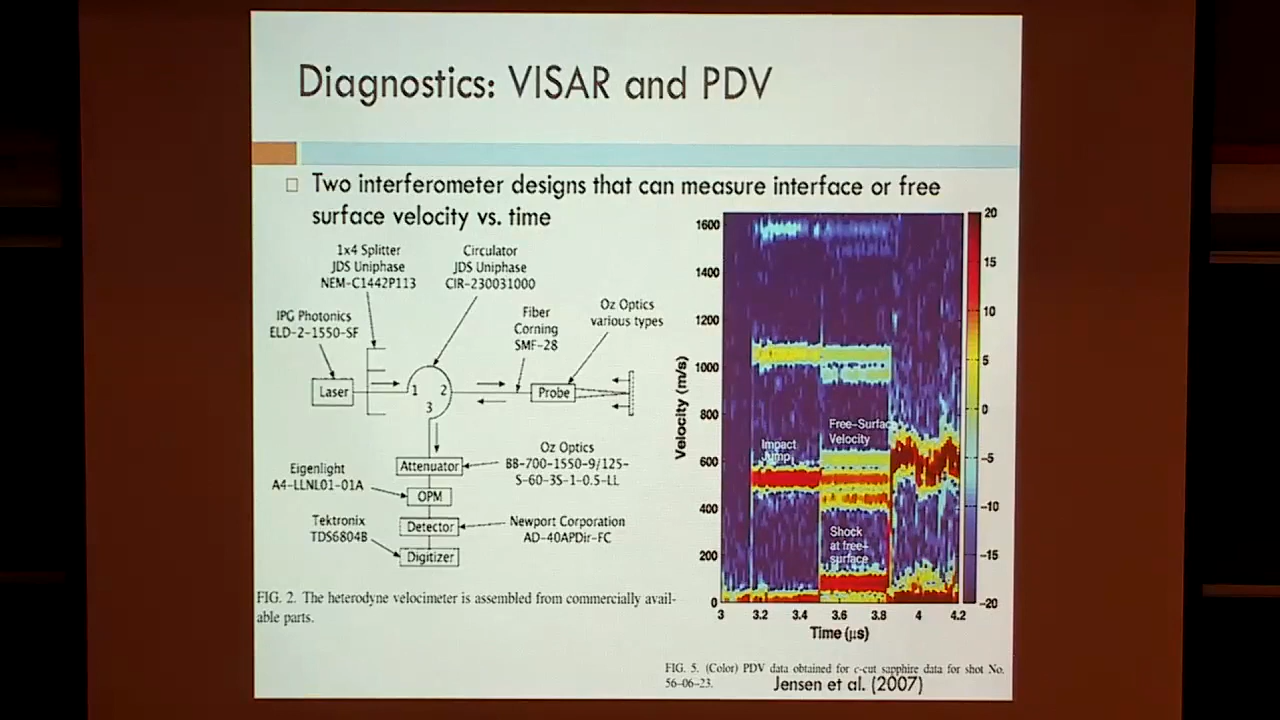 Diagnostics: VISAR and PDV
Two interferometer designs that can measure interface or free
surface velocity vs. time
1x4 Splitter
JDS Uniphase
NEM-C1442P113
Circulator
JDS Uniphase
CIR-230031000
IPG Photonics
ELD-2-1550-SF
Fiber
Corning
SMF-28
Oz Optics
various types
Laser
1
2
3
Probe
Attenuator
Oz Optics
BB-700-1550-9/125-
S-60-3S-1-0.5-LL
Eigenlight
A4-LLNL01-01A
OPM
Tektronix
TDS6804B
Detector
Newport Corporation
AD-40APDir-FC
Digitizer
FIG. 2. The heterodyne velocimeter is assembled from commercially avail-
able parts.
Velocity (m/s)
1600
1400
1200
1000
800
600
400
200
0
Impact
Jump
Free-Surface
Velocity
Shock
at free-
surface
3 3.2 3.4 3.6 3.8 4 4.2
Time (μs)
20
15
10
5
0
-5
-10
-15
-20
FIG. 5. (Color) PDV data obtained for c-cut sapphire data for shot No.
56-06-23.
Jensen et al. (2007)